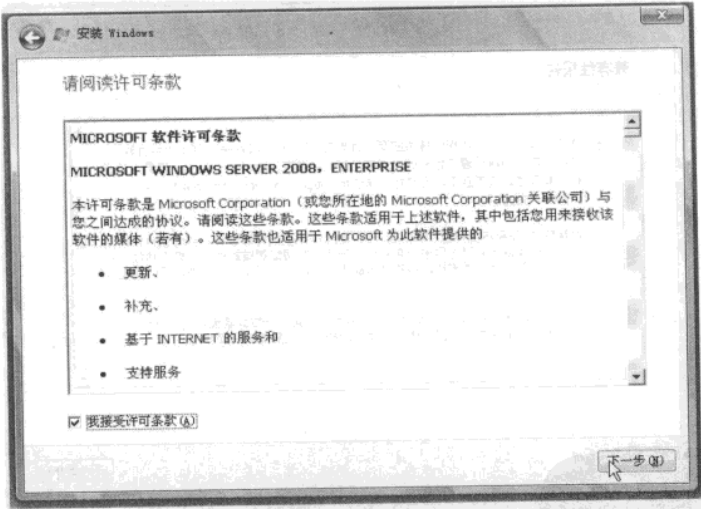 安装 Windows
请阅读许可条款
MICROSOFT 软件许可条款
MICROSOFT WINDOWS SERVER 2008，ENTERPRISE
本许可条款是 Microsoft Corporation（或您所在地的 Microsoft Corporation 关联公司）与
您之间达成的协议。请阅读这些条款。这些条款适用于上述软件，其中包括您用来接收该
软件的媒体（若有）。这些条款也适用于 Microsoft 为此软件提供的
• 更新、
• 补充、
• 基于 INTERNET 的服务和
• 支持服务
我接受许可条款(A)
下一步(N)